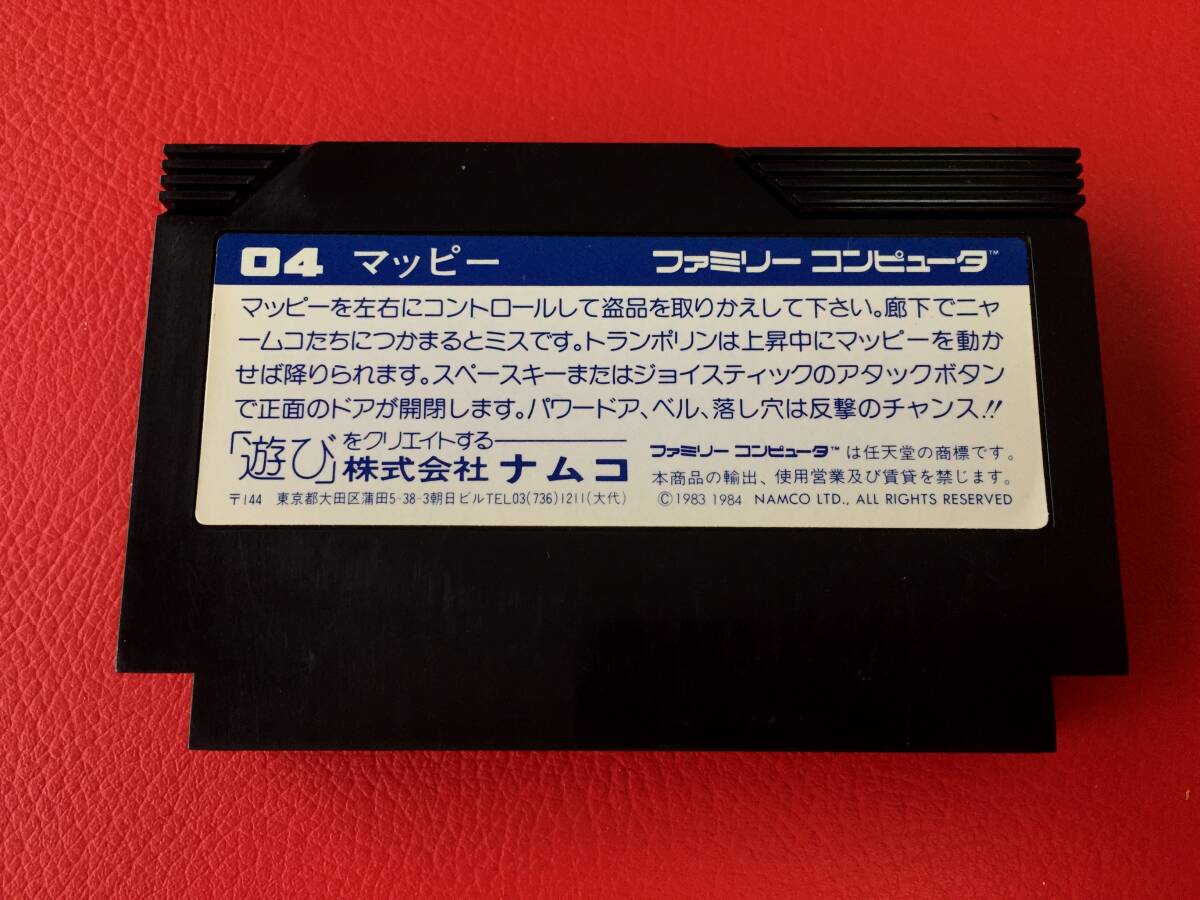 04 マッピー ファミリー コンピュータ™
マッピーを左右にコントロールして盗品を取りかえして下さい。廊下でニャ
ームコたちにつかまるとミスです。トランポリンは上昇中にマッピーを動か
せば降りられます。スペースキーまたはジョイスティックのアタックボタン
で正面のドアが開閉します。パワードア、ベル、落し穴は反撃のチャンス!!
「遊び」をクリエイトする
株式会社 ナムコ
〒144 東京都大田区蒲田5-38-3朝日ビルTEL03(736)1211(大代)
ファミリー コンピュータ™は任天堂の商標です。
本商品の輸出、使用営業及び賃貸を禁じます。
©1983 1984 NAMCO LTD., ALL RIGHTS RESERVED